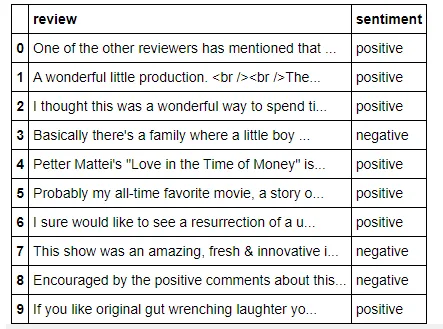 review sentiment
0 One of the other reviewers has mentioned that ... positive
1 A wonderful little production. <br /><br />The... positive
2 I thought this was a wonderful way to spend ti... positive
3 Basically there's a family where a little boy ... negative
4 Petter Mattei's "Love in the Time of Money" is... positive
5 Probably my all-time favorite movie, a story o... positive
6 I sure would like to see a resurrection of a u... positive
7 This show was an amazing, fresh & innovative i... negative
8 Encouraged by the positive comments about this... negative
9 If you like original gut wrenching laughter yo... positive